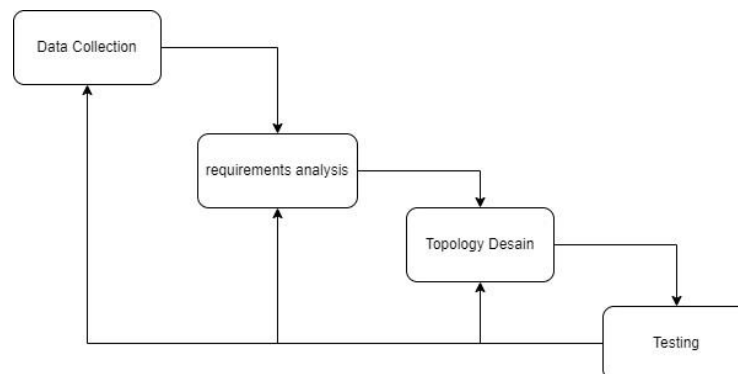 Data Collection
requirements analysis
Topology Desain
Testing